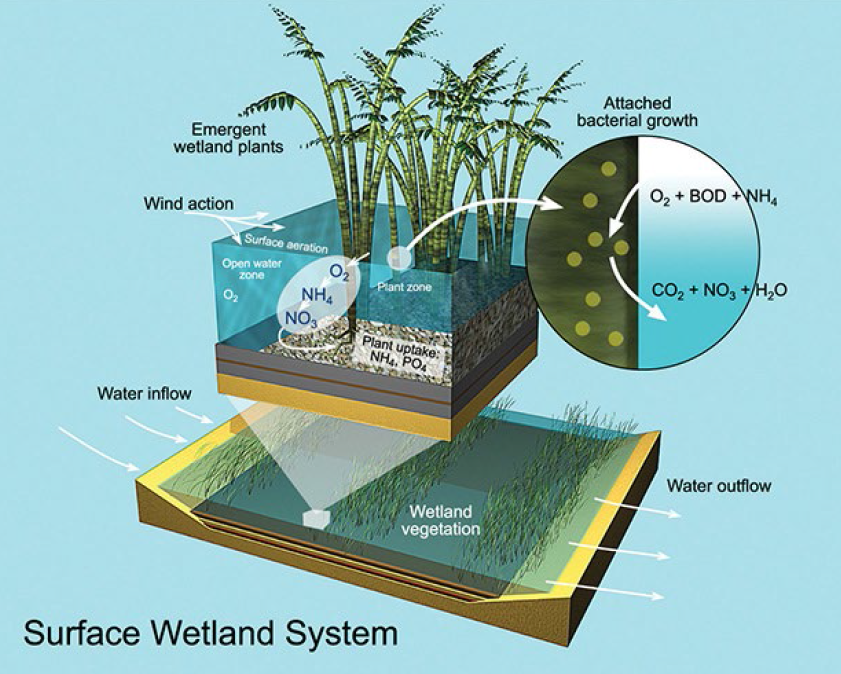 Attached
bacterial growth
Emergent
wetland plants
O₂ + BOD + NH₄
Wind action
Surface aeration
Open water
zone
O₂
O₂
NH₄
NO₃
Plant zone
CO₂ + NO₃ + H₂O
Plant uptake:
NH₄, PO₄
Water inflow
Water outflow
Wetland
vegetation
Surface Wetland System